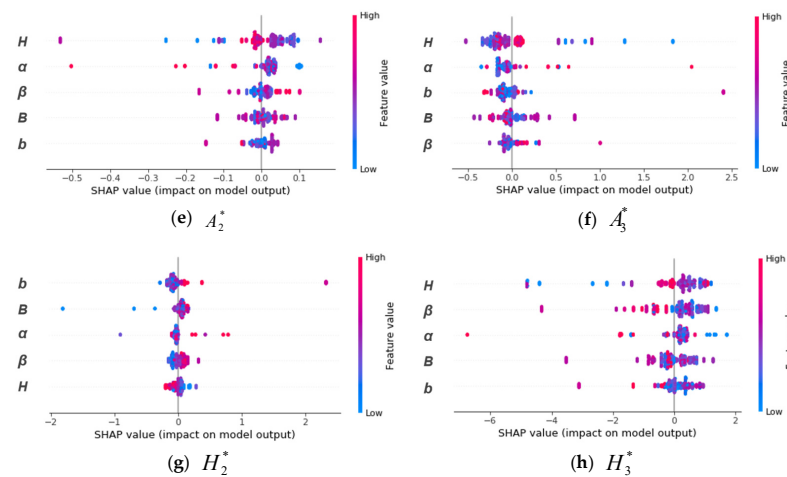 High
H
α
β
B
b
Feature value
Low
-0.5 -0.4 -0.3 -0.2 -0.1 0.0 0.1
SHAP value (impact on model output)
(e) A₂*
High
H
α
b
B
β
Feature value
Low
-0.5 0.0 0.5 1.0 1.5 2.0 2.5
SHAP value (impact on model output)
(f) A₃*
High
b
B
α
β
H
Feature value
Low
-2 -1 0 1 2
SHAP value (impact on model output)
(g) H₂*
High
H
β
α
B
b
Low
-6 -4 -2 0 2
SHAP value (impact on model output)
(h) H₃*